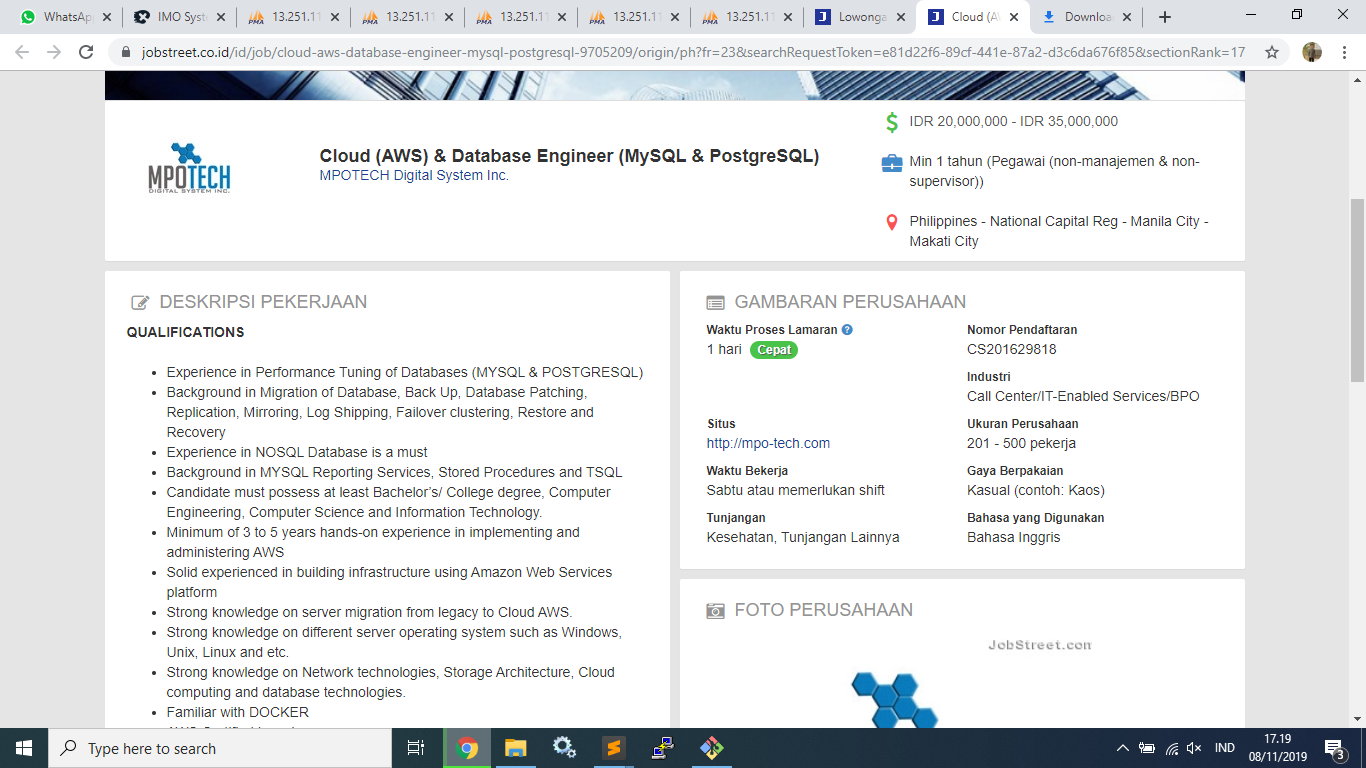 WhatsApp
IMO Syst
13.251.11
13.251.11
13.251.11
13.251.11
13.251.11
Lowonga
Cloud (AW
Downloa
jobstreet.co.id/id/job/cloud-aws-database-engineer-mysql-postgresql-9705209/origin/ph?fr=23&searchRequestToken=e81d22f6-89cf-441e-87a2-d3c6da676f85&sectionRank=17
MPOTECH
DIGITAL SYSTEM INC.
Cloud (AWS) & Database Engineer (MySQL & PostgreSQL)
MPOTECH Digital System Inc.
IDR 20,000,000 - IDR 35,000,000
Min 1 tahun (Pegawai (non-manajemen & non-
supervisor))
Philippines - National Capital Reg - Manila City -
Makati City
DESKRIPSI PEKERJAAN
QUALIFICATIONS
• Experience in Performance Tuning of Databases (MYSQL & POSTGRESQL)
• Background in Migration of Database, Back Up, Database Patching,
Replication, Mirroring, Log Shipping, Failover clustering, Restore and
Recovery
• Experience in NOSQL Database is a must
• Background in MYSQL Reporting Services, Stored Procedures and TSQL
• Candidate must possess at least Bachelor’s/ College degree, Computer
Engineering, Computer Science and Information Technology.
• Minimum of 3 to 5 years hands-on experience in implementing and
administering AWS
• Solid experienced in building infrastructure using Amazon Web Services
platform
• Strong knowledge on server migration from legacy to Cloud AWS.
• Strong knowledge on different server operating system such as Windows,
Unix, Linux and etc.
• Strong knowledge on Network technologies, Storage Architecture, Cloud
computing and database technologies.
• Familiar with DOCKER
GAMBARAN PERUSAHAAN
Waktu Proses Lamaran
1 hari Cepat
Nomor Pendaftaran
CS201629818
Industri
Call Center/IT-Enabled Services/BPO
Situs
http://mpo-tech.com
Ukuran Perusahaan
201 - 500 pekerja
Waktu Bekerja
Sabtu atau memerlukan shift
Gaya Berpakaian
Kasual (contoh: Kaos)
Tunjangan
Kesehatan, Tunjangan Lainnya
Bahasa yang Digunakan
Bahasa Inggris
FOTO PERUSAHAAN
JobStreet.com
Type here to search
IND
17.19
08/11/2019
3